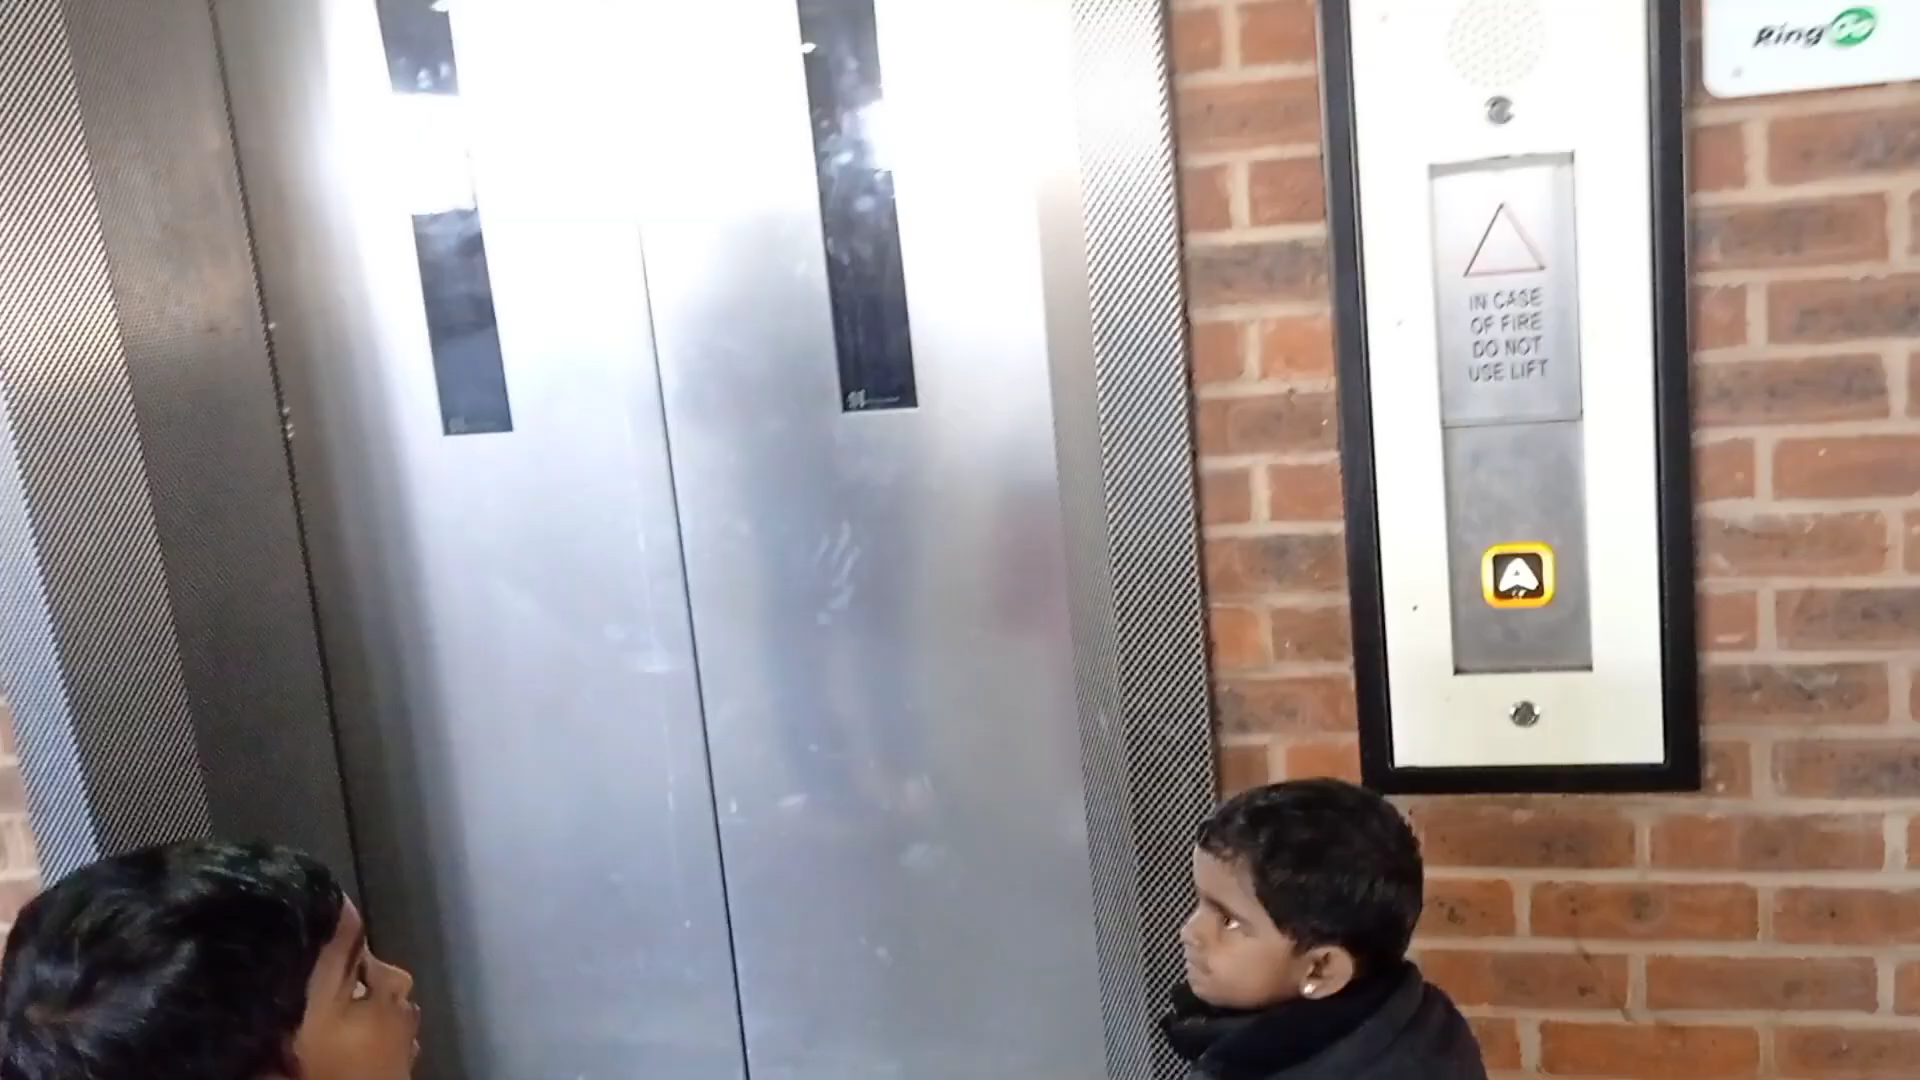 RingGo
IN CASE
OF FIRE
DO NOT
USE LIFT